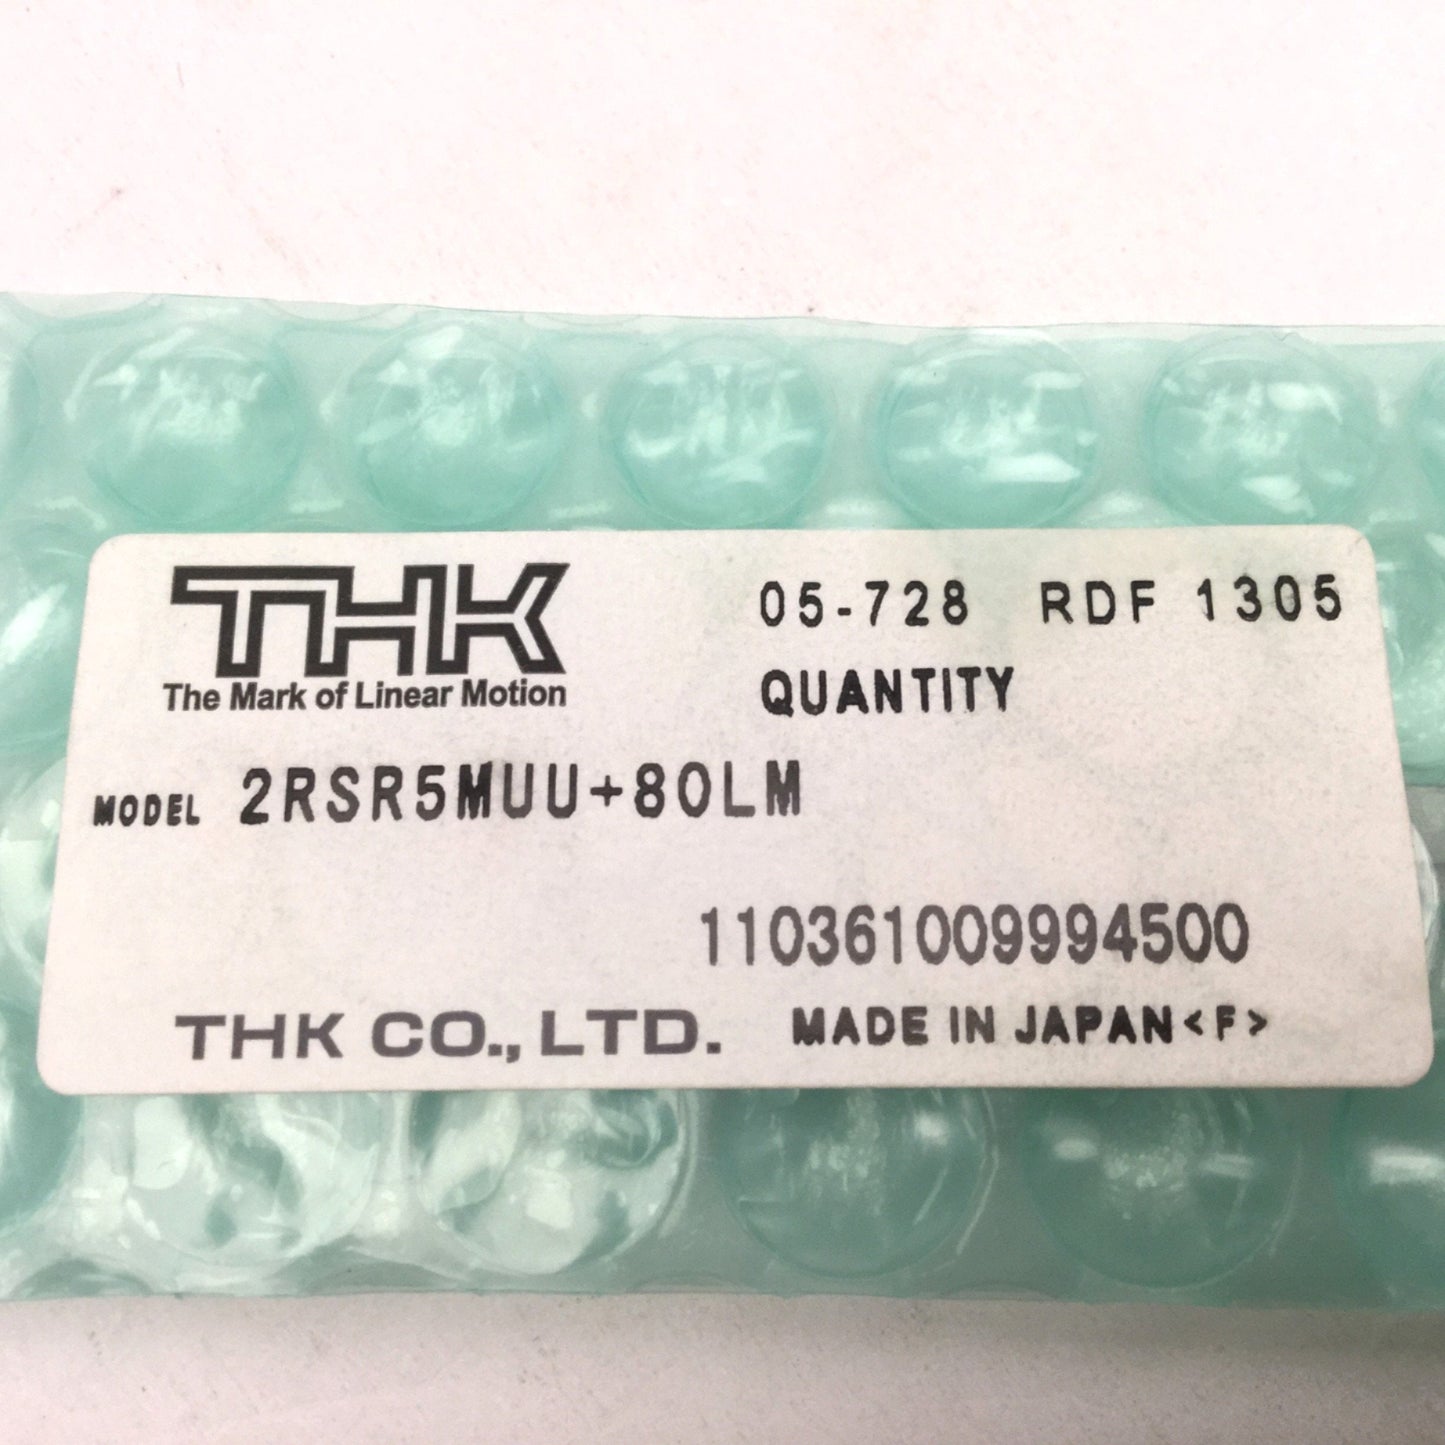 THK
The Mark of Linear Motion
05-728 RDF 1305
QUANTITY
MODEL 2RSR5MUU+80LM
110361009994500
THK CO., LTD. MADE IN JAPAN<F>